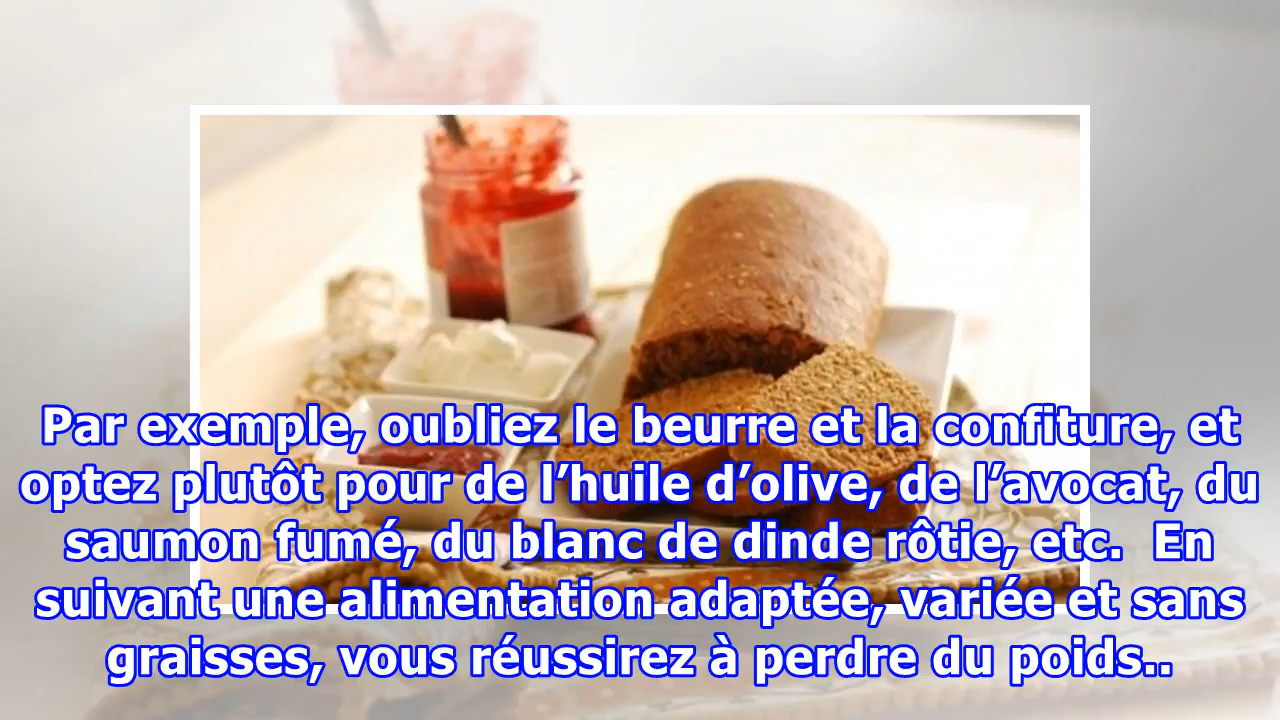 Par exemple, oubliez le beurre et la confiture, et
optez plutôt pour de l’huile d’olive, de l’avocat, du
saumon fumé, du blanc de dinde rôtie, etc.  En
suivant une alimentation adaptée, variée et sans
graisses, vous réussirez à perdre du poids..